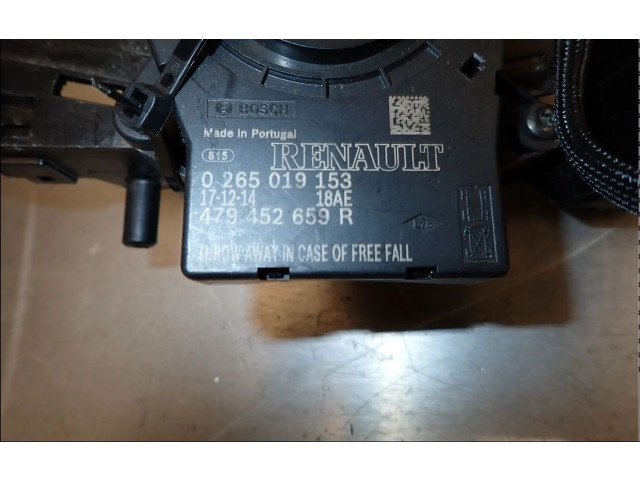 BOSCH
Made in Portugal
815 RENAULT
0 265 019 153
17-12-14 18AE
479 452 659 R
THROW AWAY IN CASE OF FREE FALL